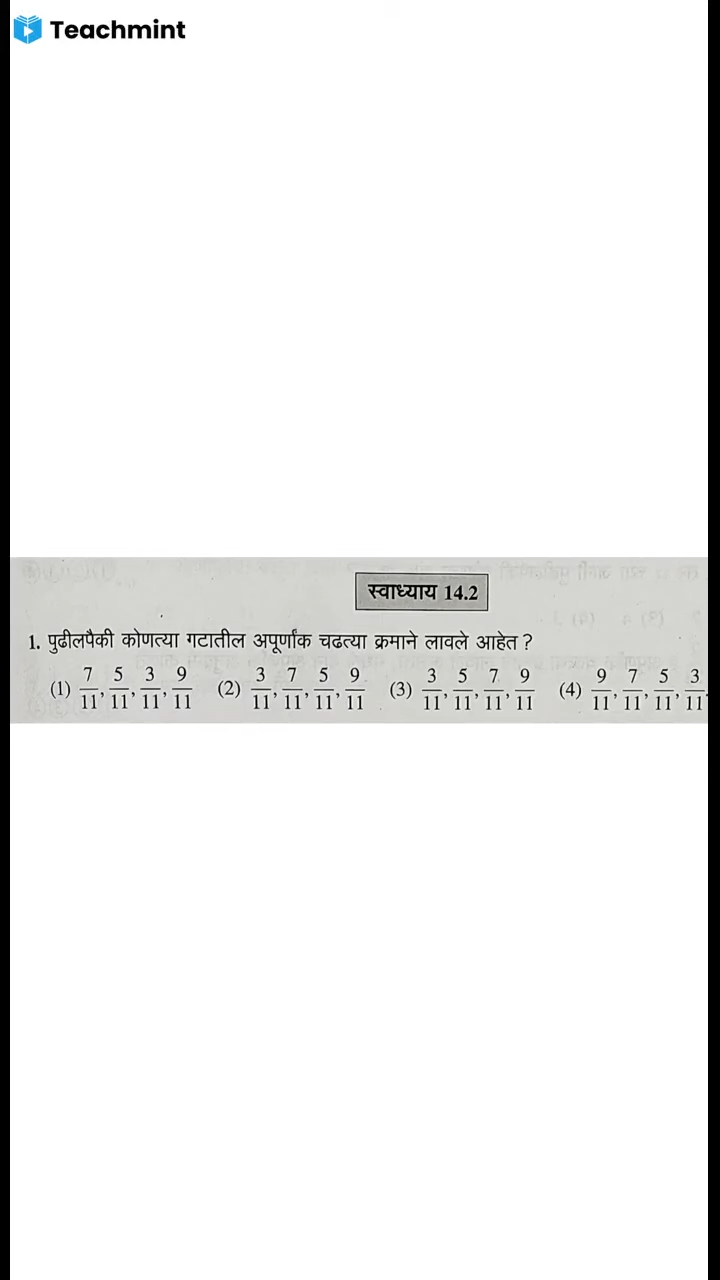 Teachmint
स्वाध्याय 14.2
1. पुढीलपैकी कोणत्या गटातील अपूर्णांक चढत्या क्रमाने लावले आहेत ?
(1) 7/11, 5/11, 3/11, 9/11 (2) 3/11, 7/11, 5/11, 9/11 (3) 3/11, 5/11, 7/11, 9/11 (4) 9/11, 7/11, 5/11, 3/11